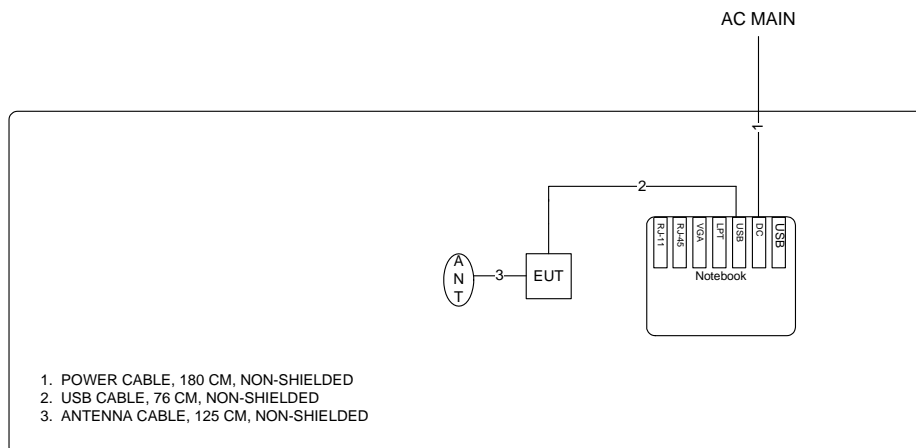 AC MAIN
1
2
RJ-11
RJ-45
VGA
LPT
USB
DC
USB
Notebook
A
N
T
3
EUT
1. POWER CABLE, 180 CM, NON-SHIELDED
2. USB CABLE, 76 CM, NON-SHIELDED
3. ANTENNA CABLE, 125 CM, NON-SHIELDED